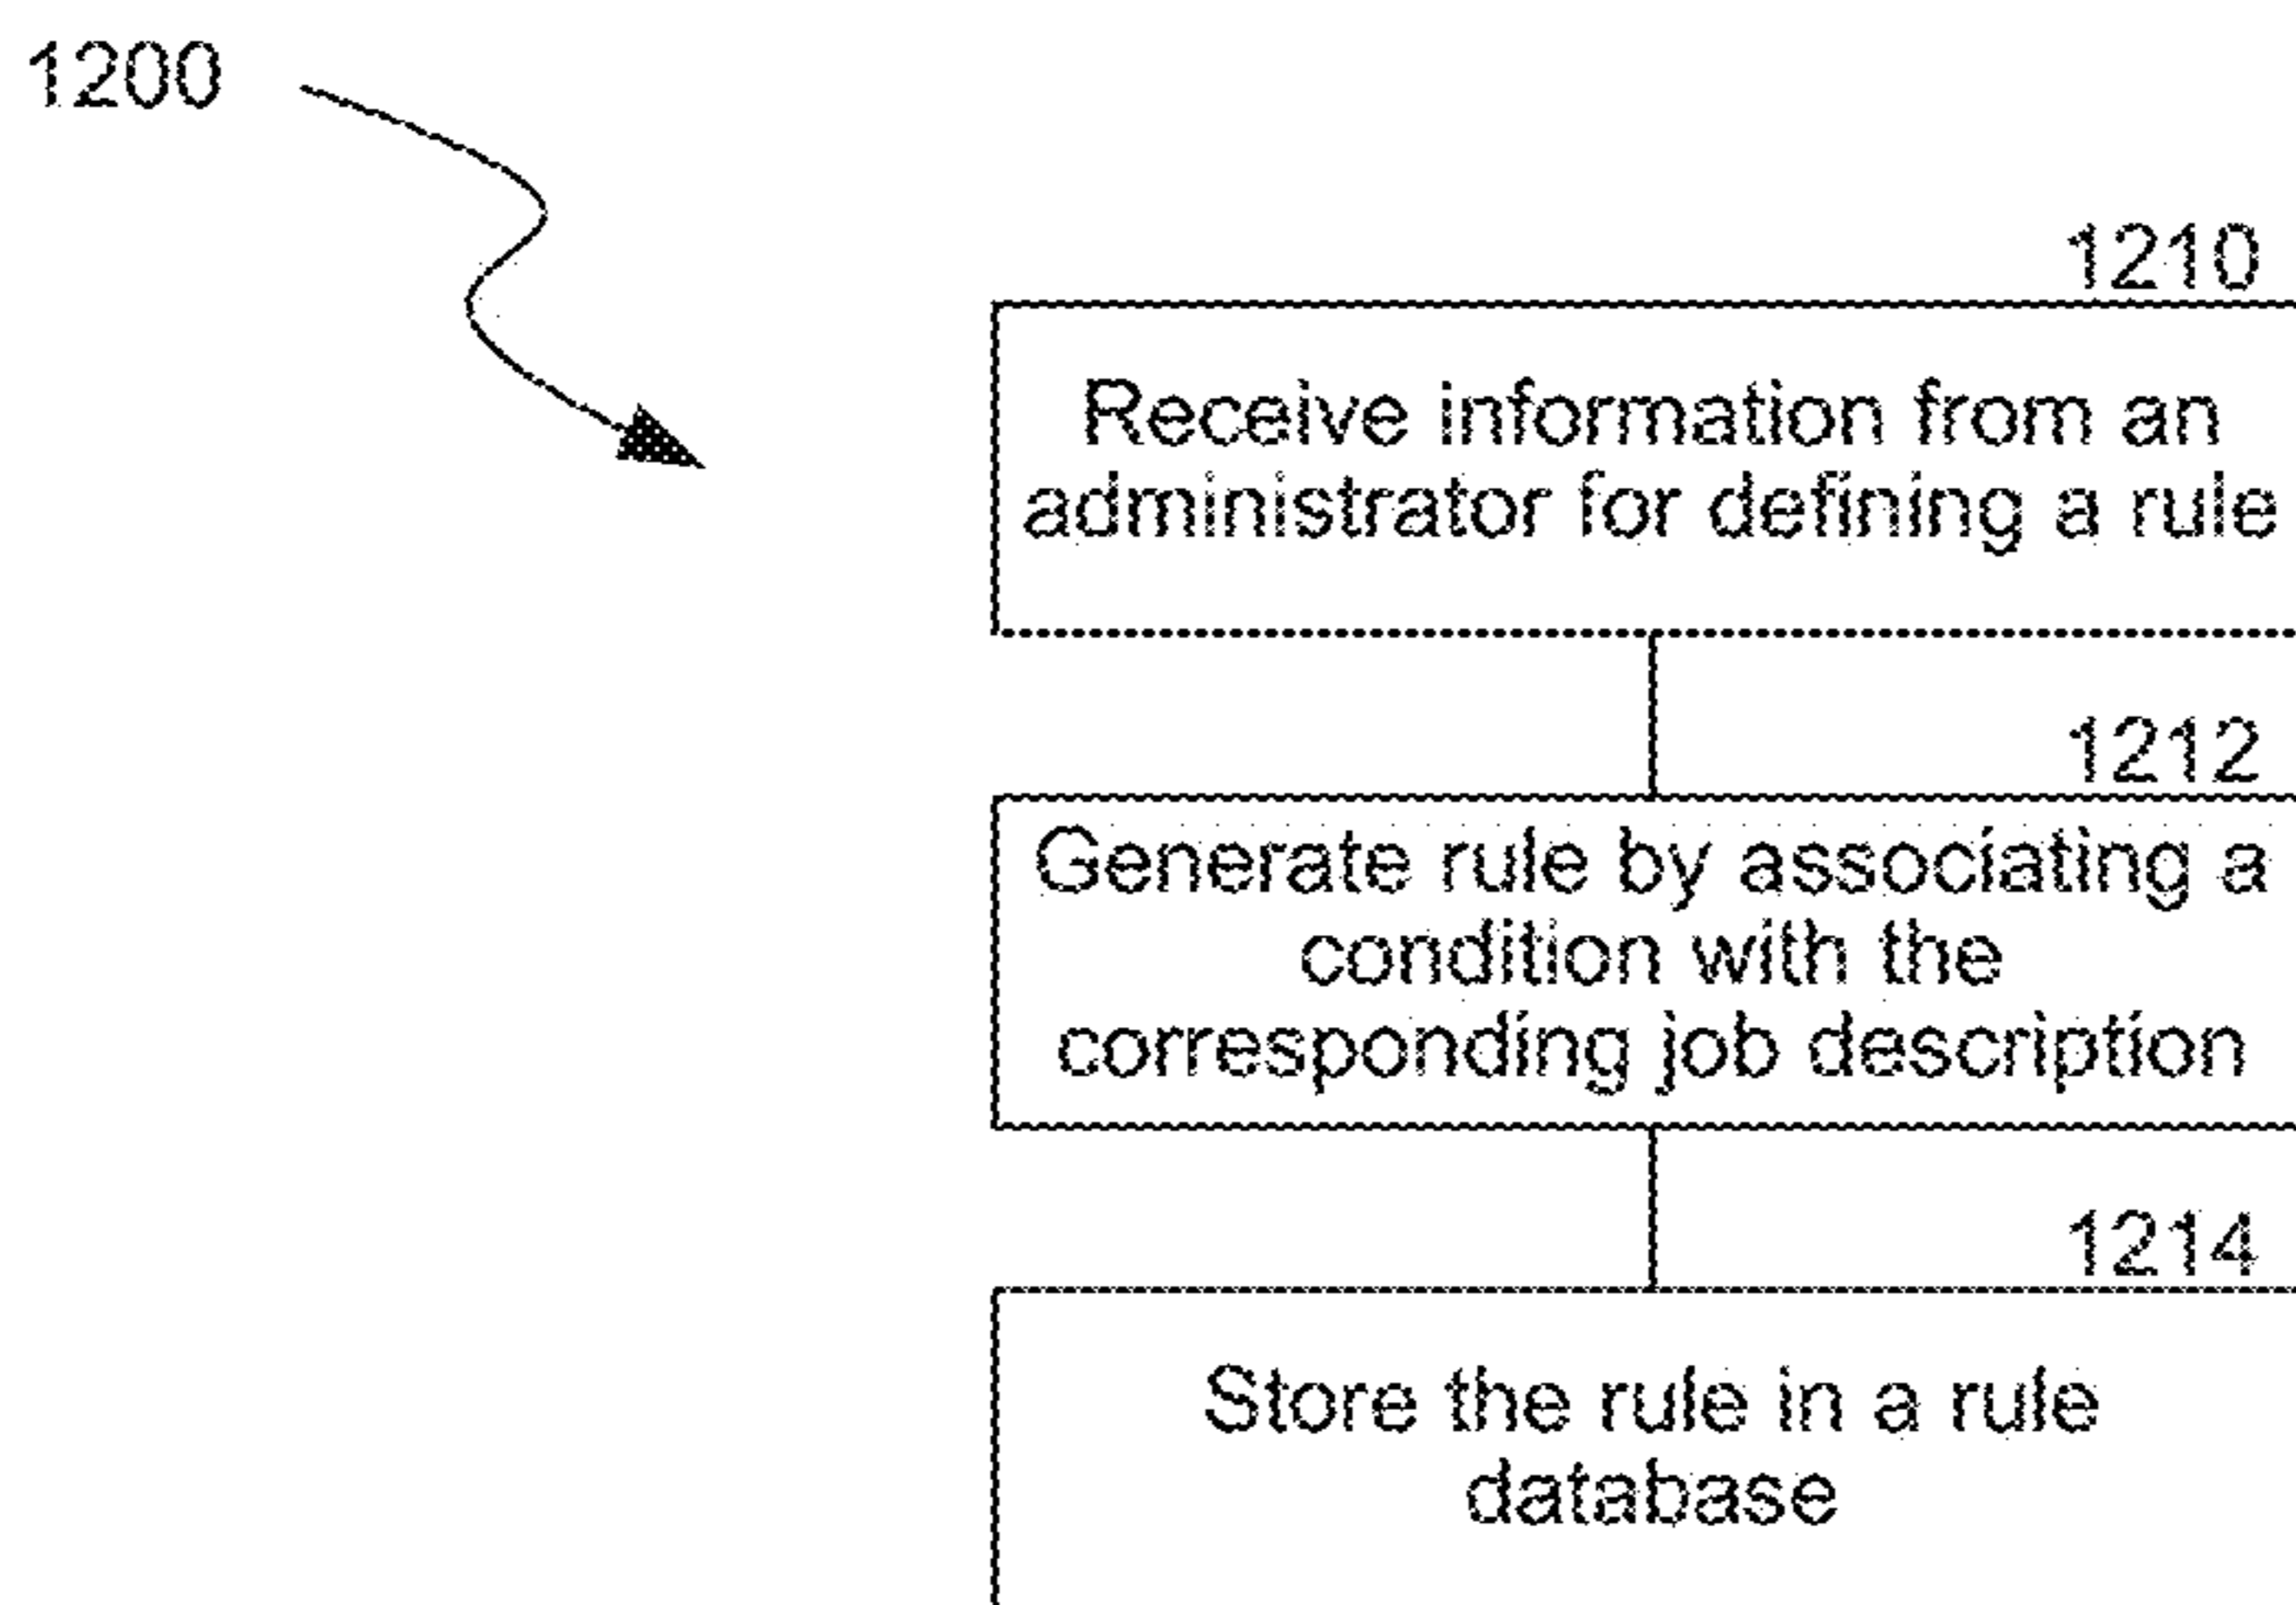 1200
1210
Receive information from an
administrator for defining a rule
1212
Generate rule by associating a
condition with the
corresponding job description
1214
Store the rule in a rule
database